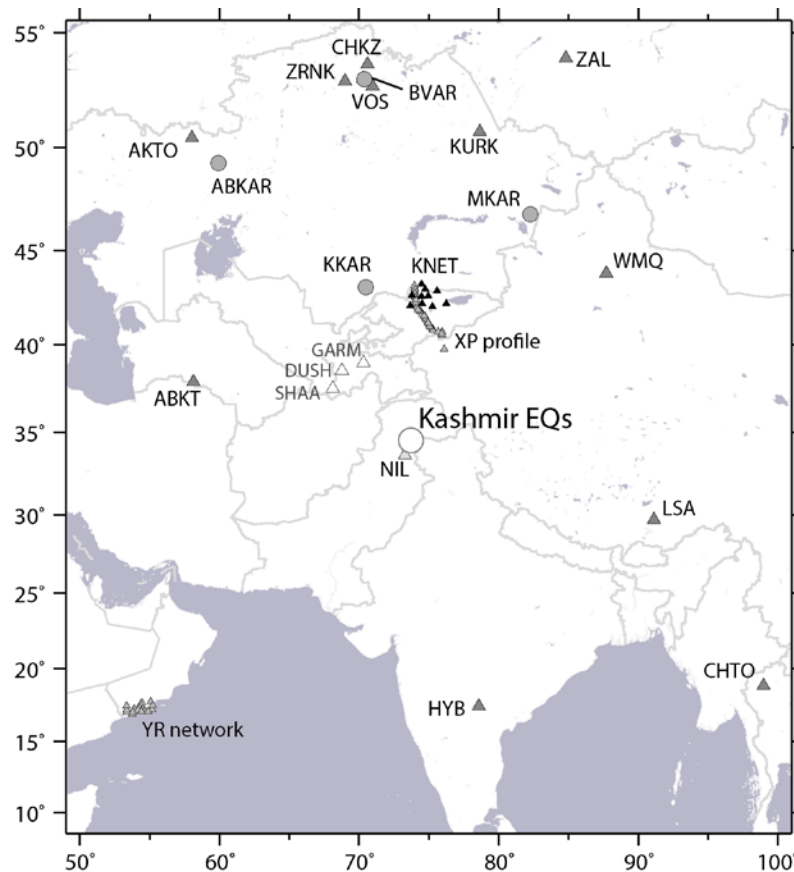 55°
CHKZ
ZAL
ZRNK
BVAR
VOS
50°
AKTO
KURK
ABKAR
MKAR
45°
KKAR
KNET
WMQ
40°
XP profile
GARM
DUSH
SHAA
ABKT
35°
Kashmir EQs
NIL
30°
LSA
25°
20°
CHTO
HYB
YR network
15°
10°
50° 60° 70° 80° 90° 100°